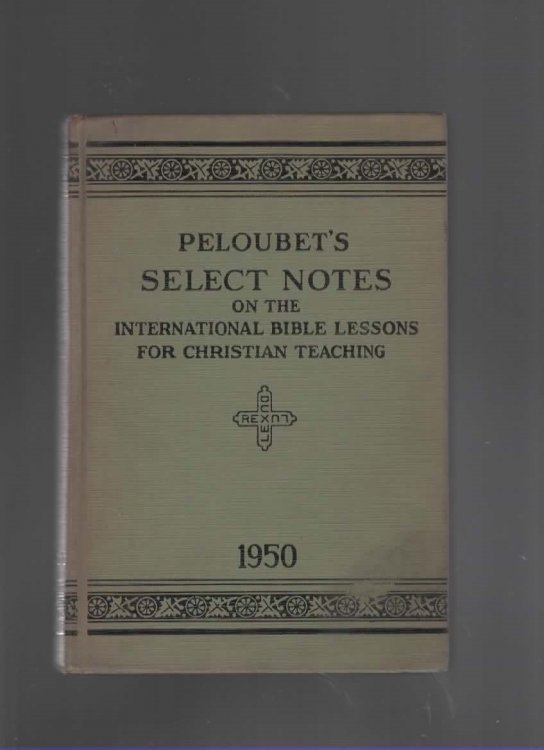 PELOUBET'S
SELECT NOTES
ON THE
INTERNATIONAL BIBLE LESSONS
FOR CHRISTIAN TEACHING
1950